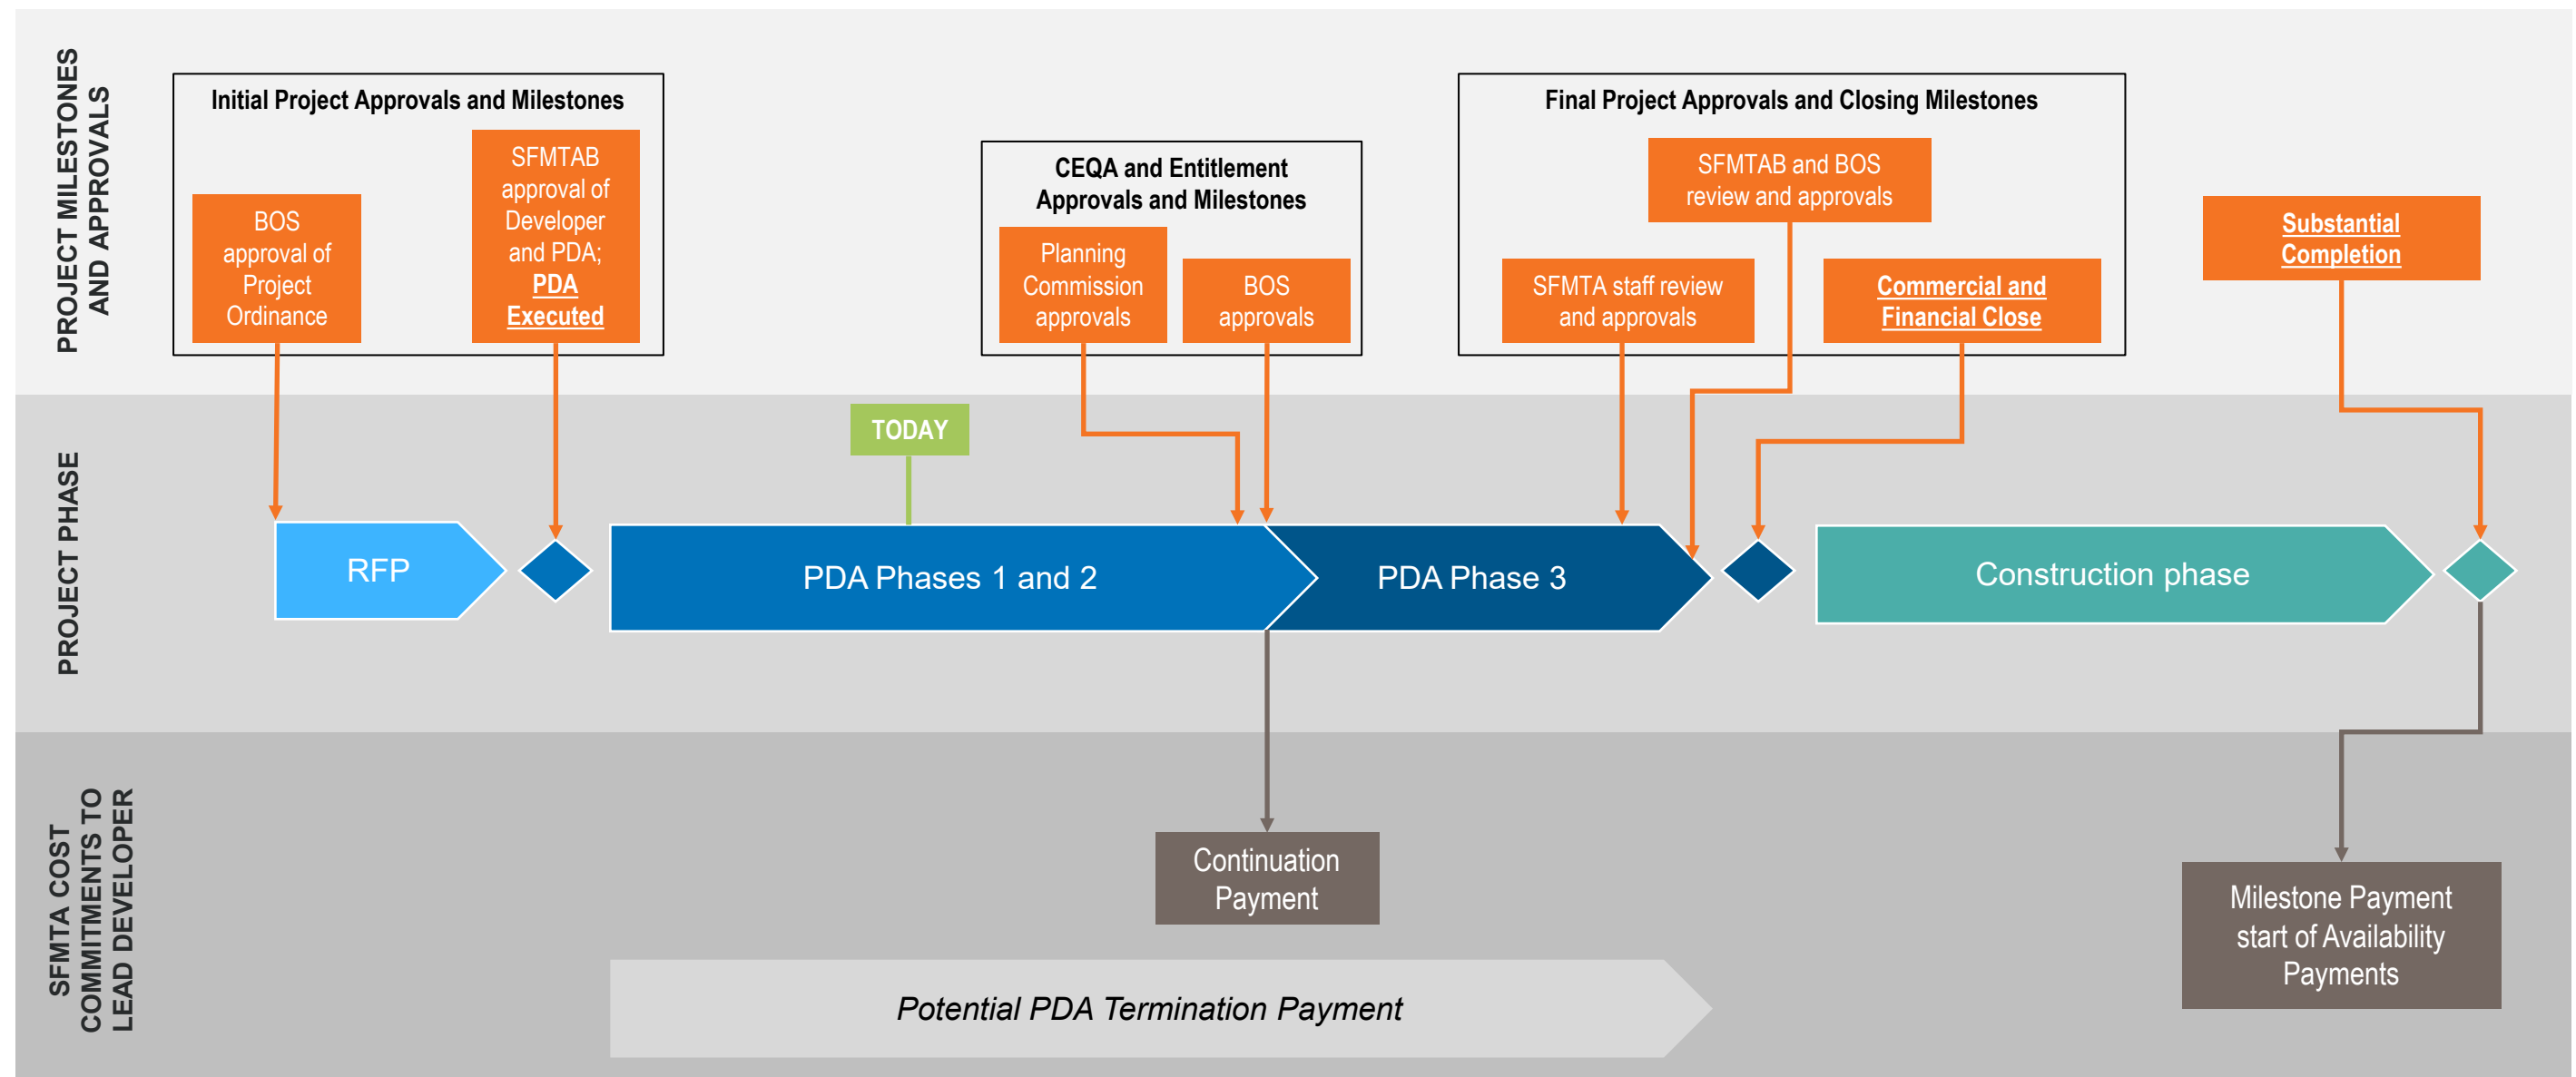 PROJECT MILESTONES
AND APPROVALS
Initial Project Approvals and Milestones
BOS
approval of
Project
Ordinance
SFMTAB
approval of
Developer
and PDA;
PDA
Executed
CEQA and Entitlement
Approvals and Milestones
Planning
Commission
approvals
BOS
approvals
Final Project Approvals and Closing Milestones
SFMTA staff review
and approvals
SFMTAB and BOS
review and approvals
Commercial and
Financial Close
Substantial
Completion
PROJECT PHASE
TODAY
RFP
PDA Phases 1 and 2
PDA Phase 3
Construction phase
SFMTA COST
COMMITMENTS TO
LEAD DEVELOPER
Continuation
Payment
Potential PDA Termination Payment
Milestone Payment
start of Availability
Payments